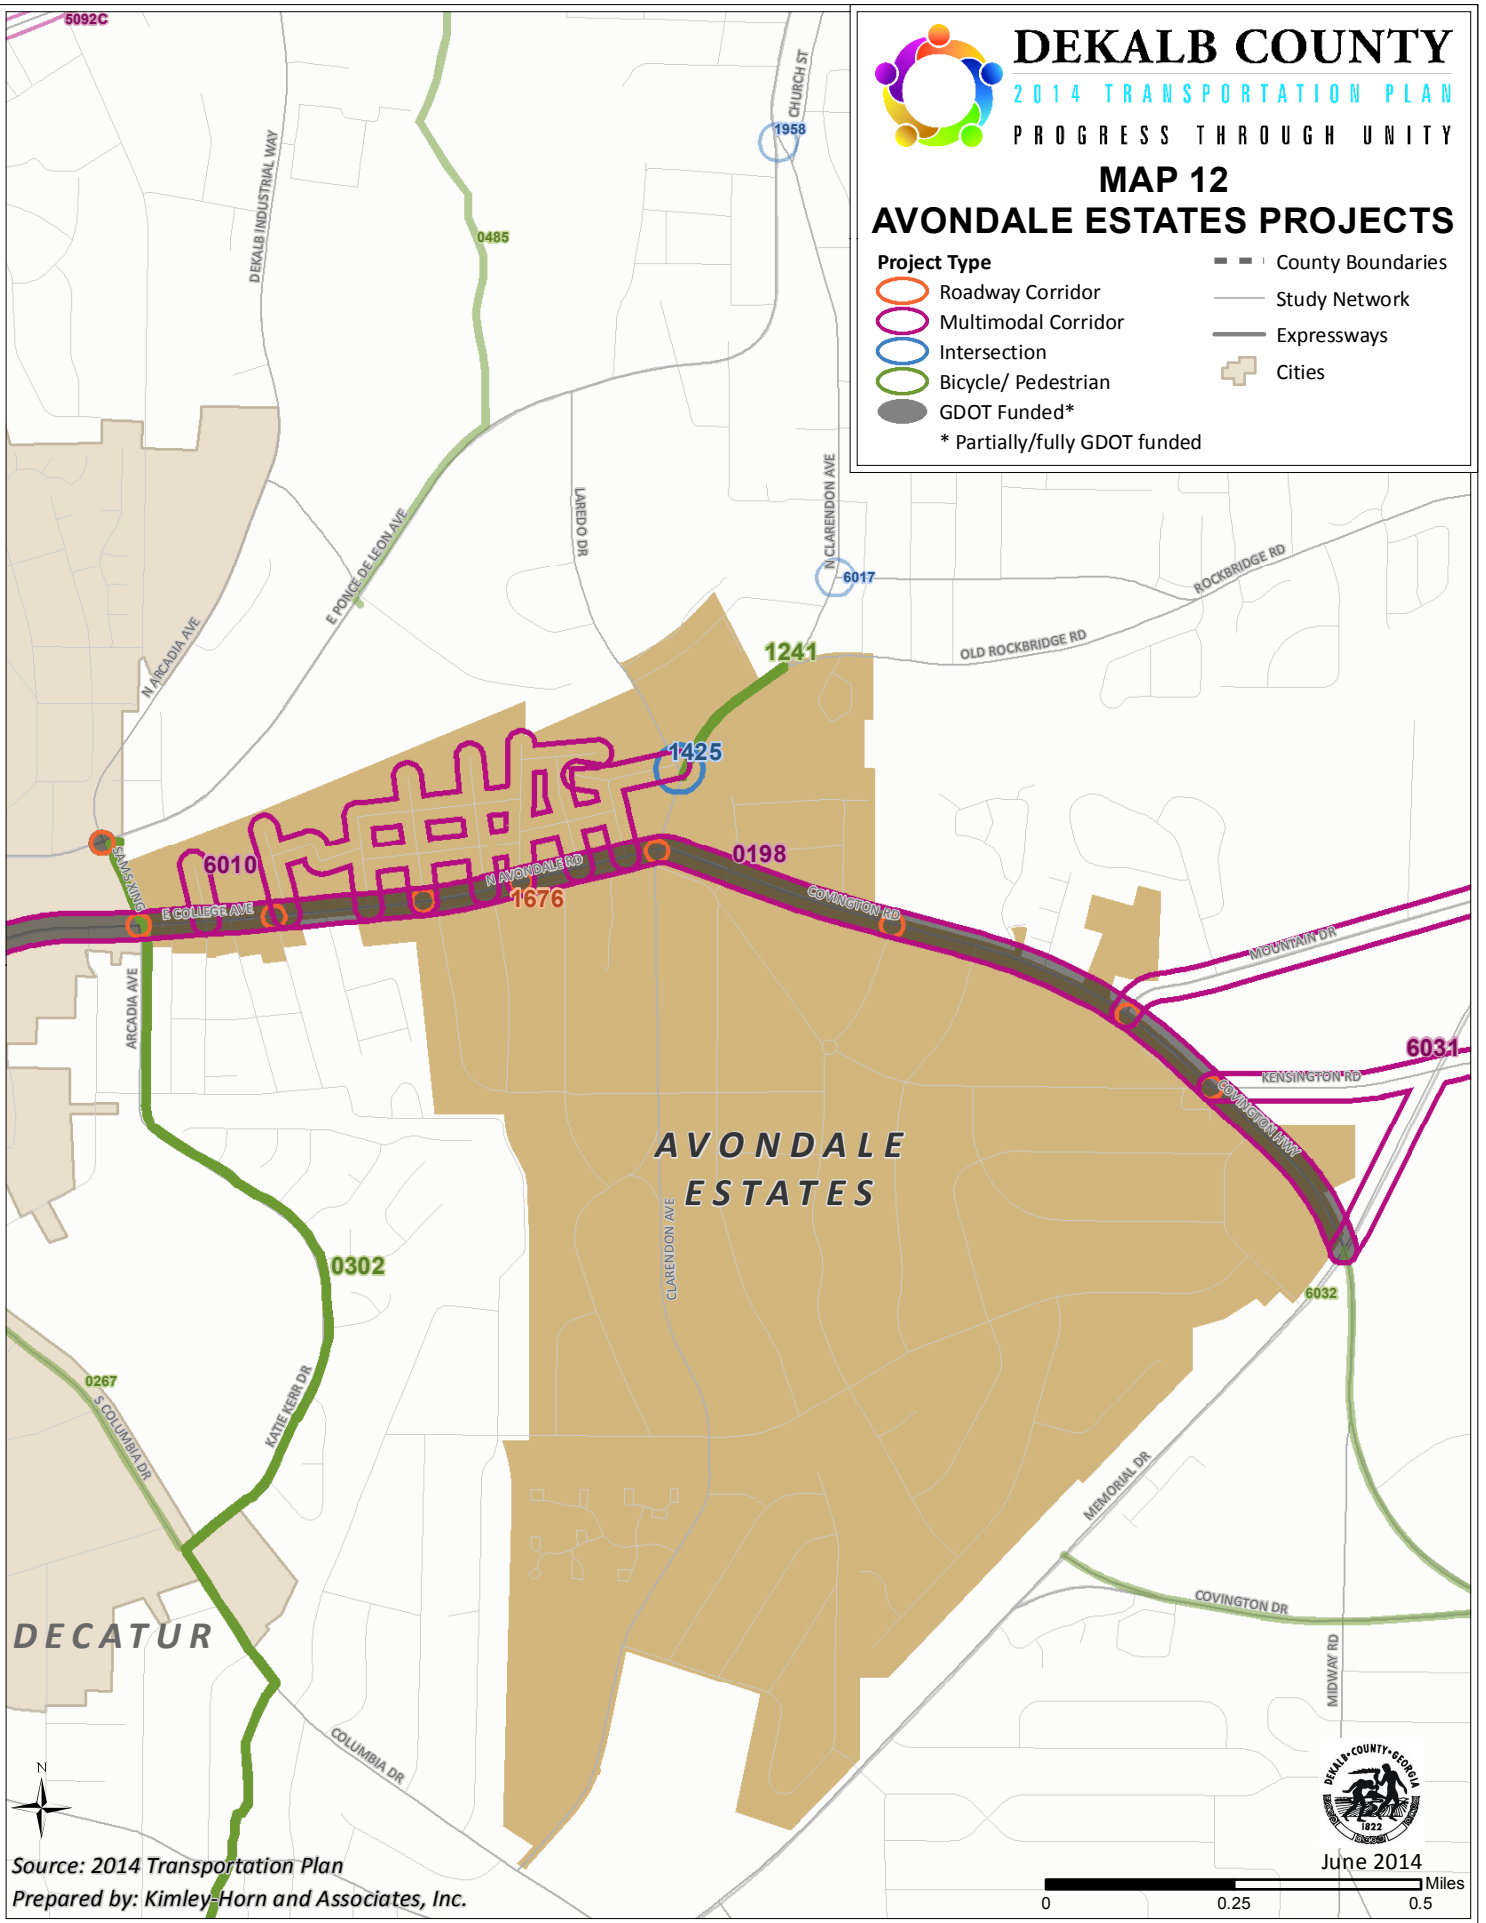 DEKALB COUNTY
2014 TRANSPORTATION PLAN
PROGRESS THROUGH UNITY
MAP 12
AVONDALE ESTATES PROJECTS
Project Type
Roadway Corridor
Multimodal Corridor
Intersection
Bicycle/ Pedestrian
GDOT Funded*
* Partially/fully GDOT funded
County Boundaries
Study Network
Expressways
Cities
5092C
CHURCH ST
1958
DEKALB INDUSTRIAL WAY
0485
N CLARENDON AVE
LAREDO DR
E PONCE DE LEON AVE
6017
ROCKBRIDGE RD
OLD ROCKBRIDGE RD
N ARCADIA AVE
1241
1425
SAMS XING
6010
0198
N AVONDALE RD
1676
E COLLEGE AVE
COVINGTON RD
MOUNTAIN DR
ARCADIA AVE
6031
KENSINGTON RD
COVINGTON HWY
AVONDALE
ESTATES
CLARENDON AVE
0302
6032
0267
S COLUMBIA DR
KATIE KERR DR
MEMORIAL DR
COVINGTON DR
DECATUR
MIDWAY RD
COLUMBIA DR
N
DEKALB COUNTY GEORGIA
1822
June 2014
Source: 2014 Transportation Plan
Prepared by: Kimley-Horn and Associates, Inc.
Miles
0 0.25 0.5